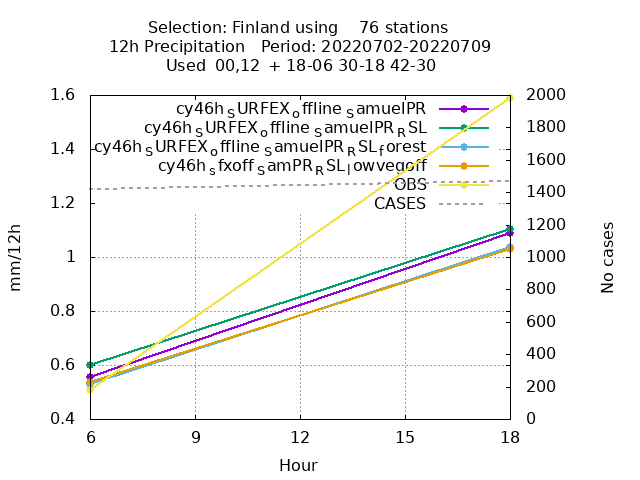 Selection: Finland using    76 stations
12h Precipitation   Period: 20220702-20220709
Used  00,12  + 18-06 30-18 42-30
mm/12h
No cases
1.6
1.4
1.2
1
0.8
0.6
0.4
2000
1800
1600
1400
1200
1000
800
600
400
200
0
cy46h_SURFEX_offline_SamuelPR
cy46h_SURFEX_offline_SamuelPR_RSL
cy46h_SURFEX_offline_SamuelPR_RSL_forest
cy46h_sfxoff_SamPR_RSL_lowvegoff
OBS
CASES
6 9 12 15 18
Hour